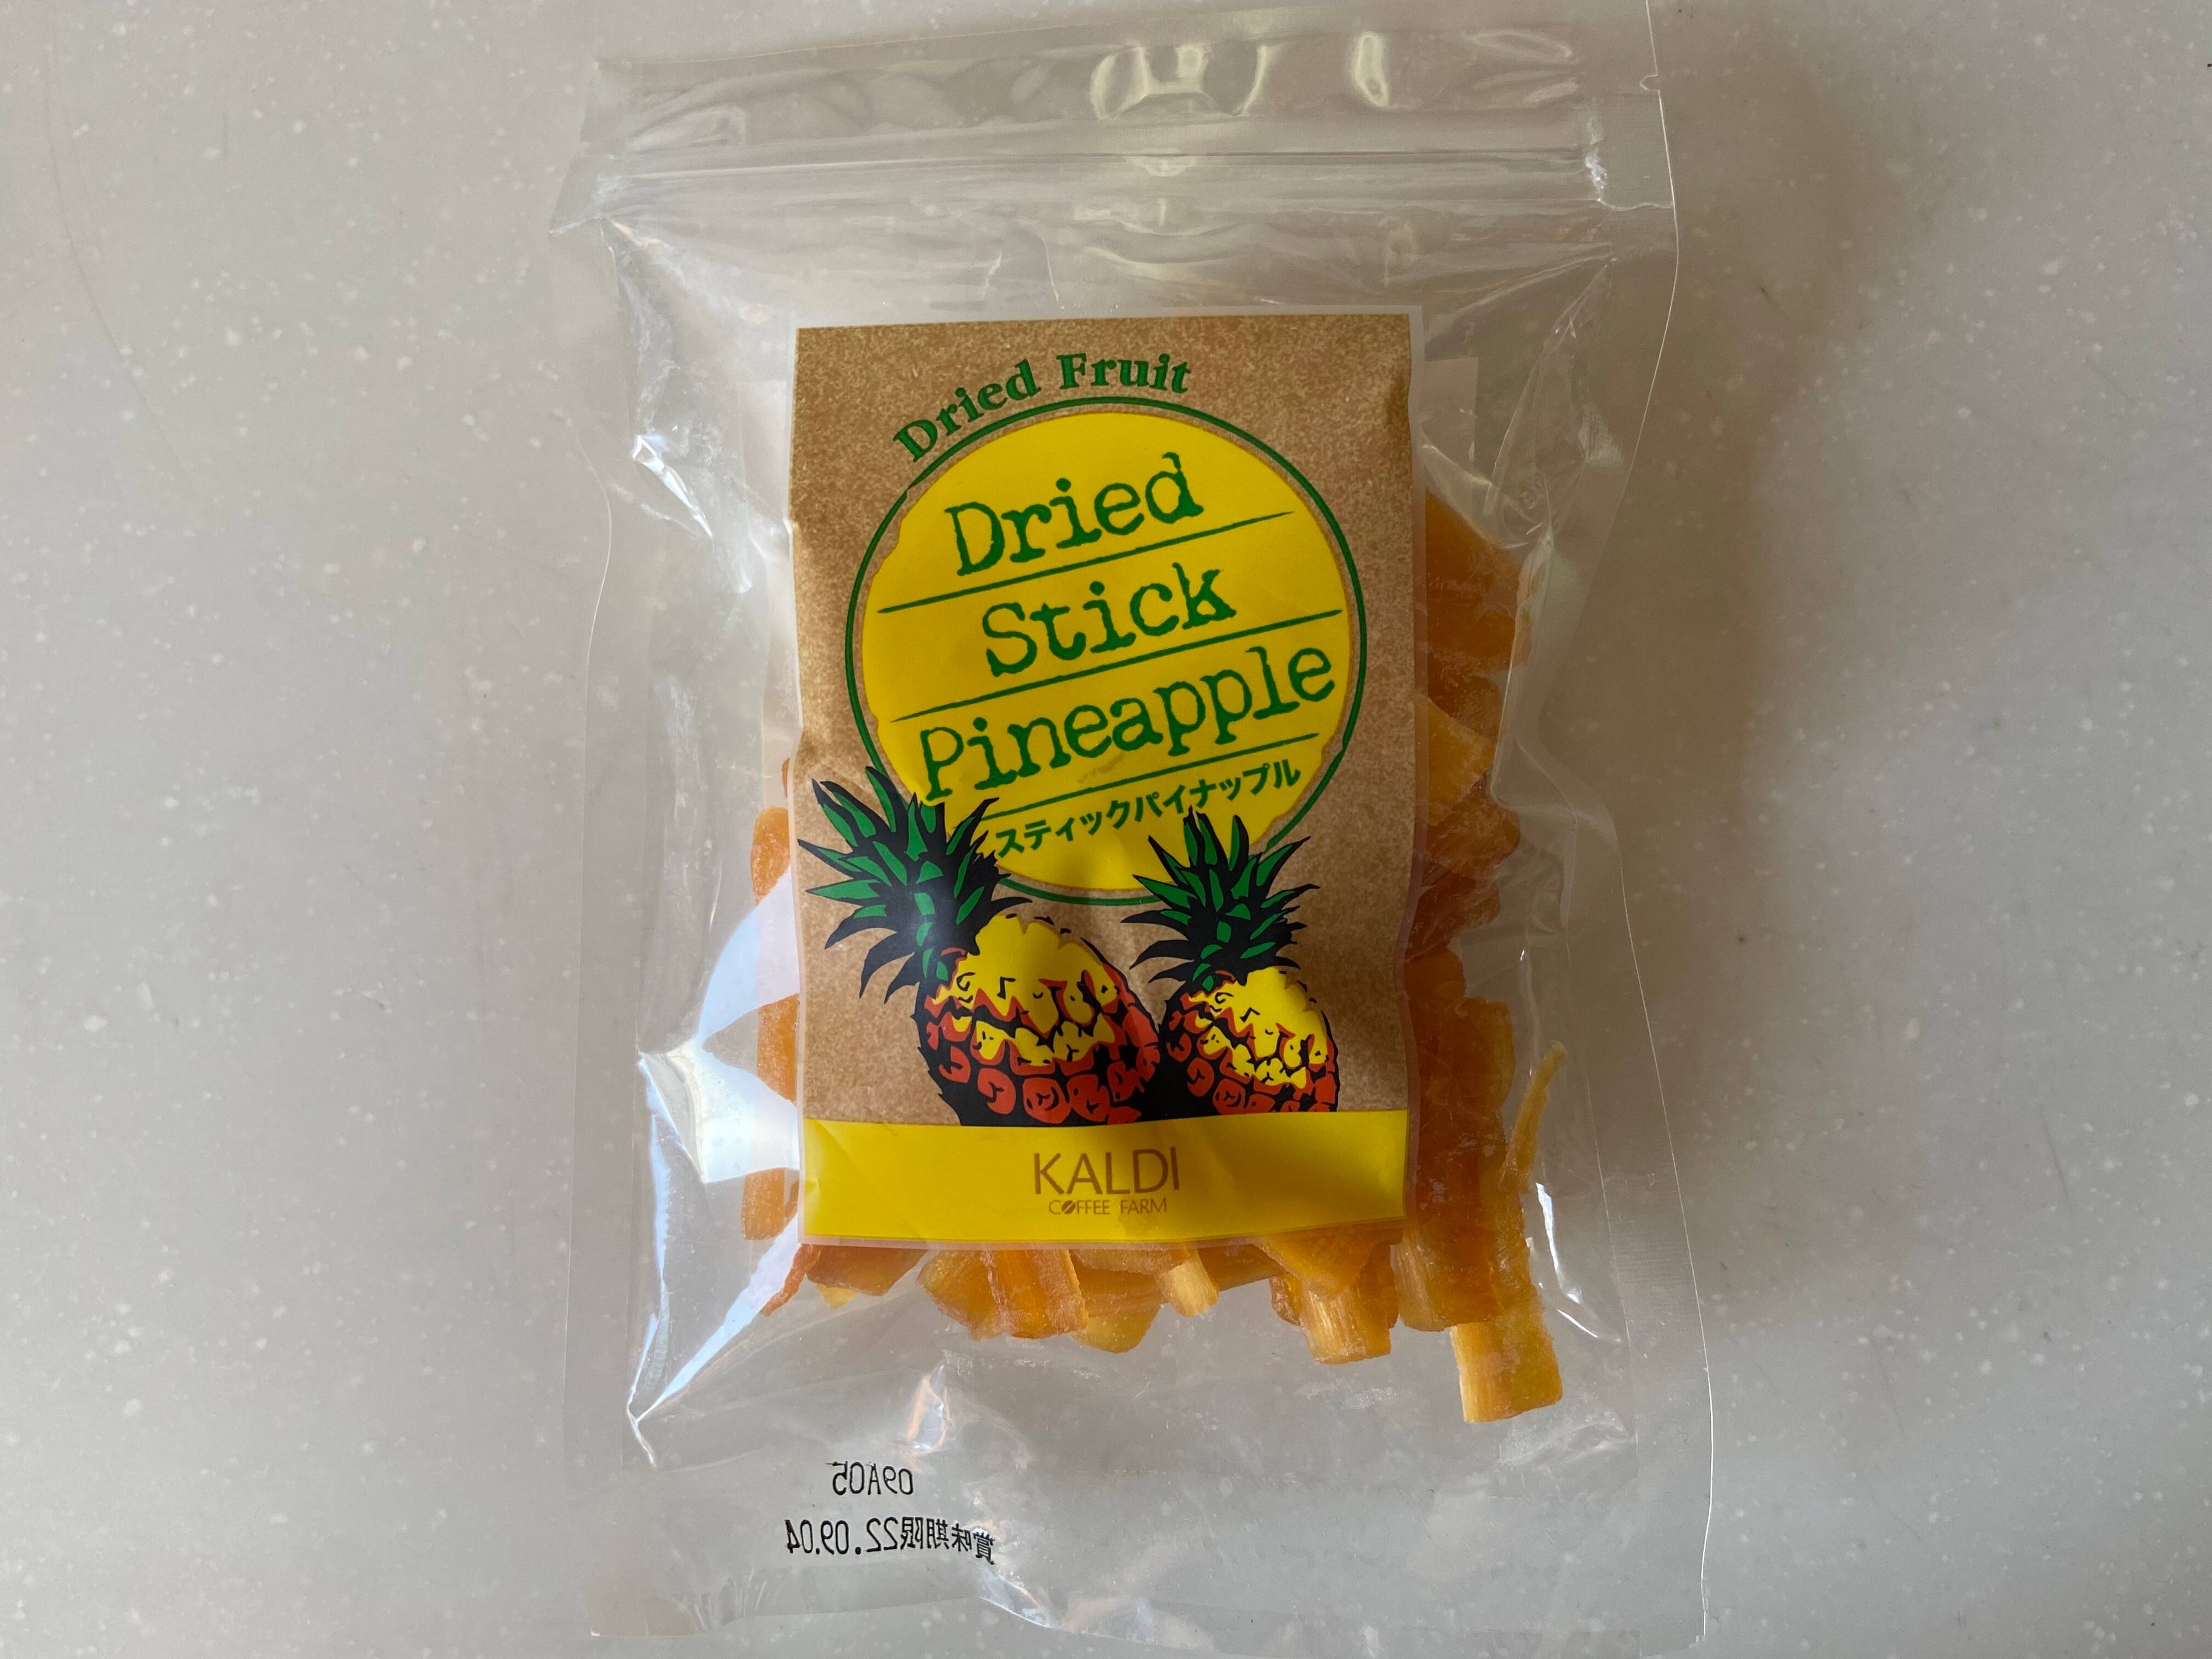 Dried Fruit
Dried
Stick
Pineapple
スティックパイナップル
KALDI
COFFEE FARM
09A05
賞味期限22.09.04